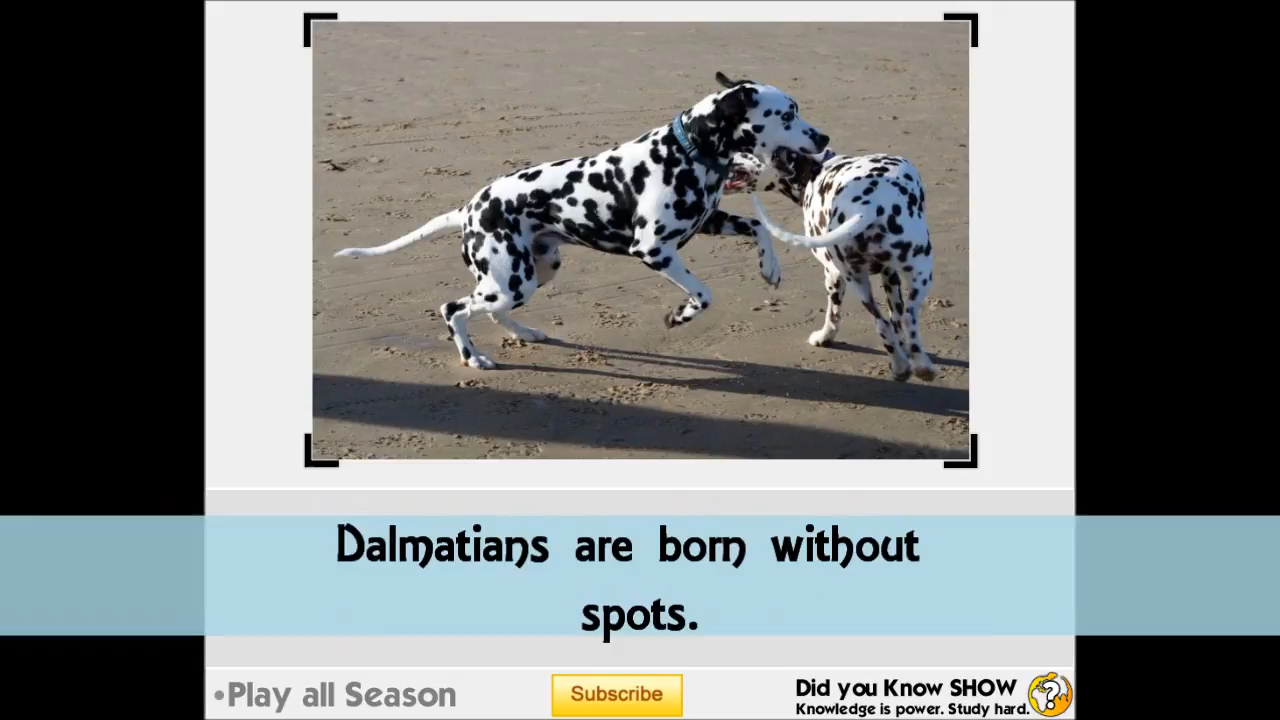 Dalmatians are born without
spots.
•Play all Season
Subscribe
Did you Know SHOW
Knowledge is power. Study hard.
?